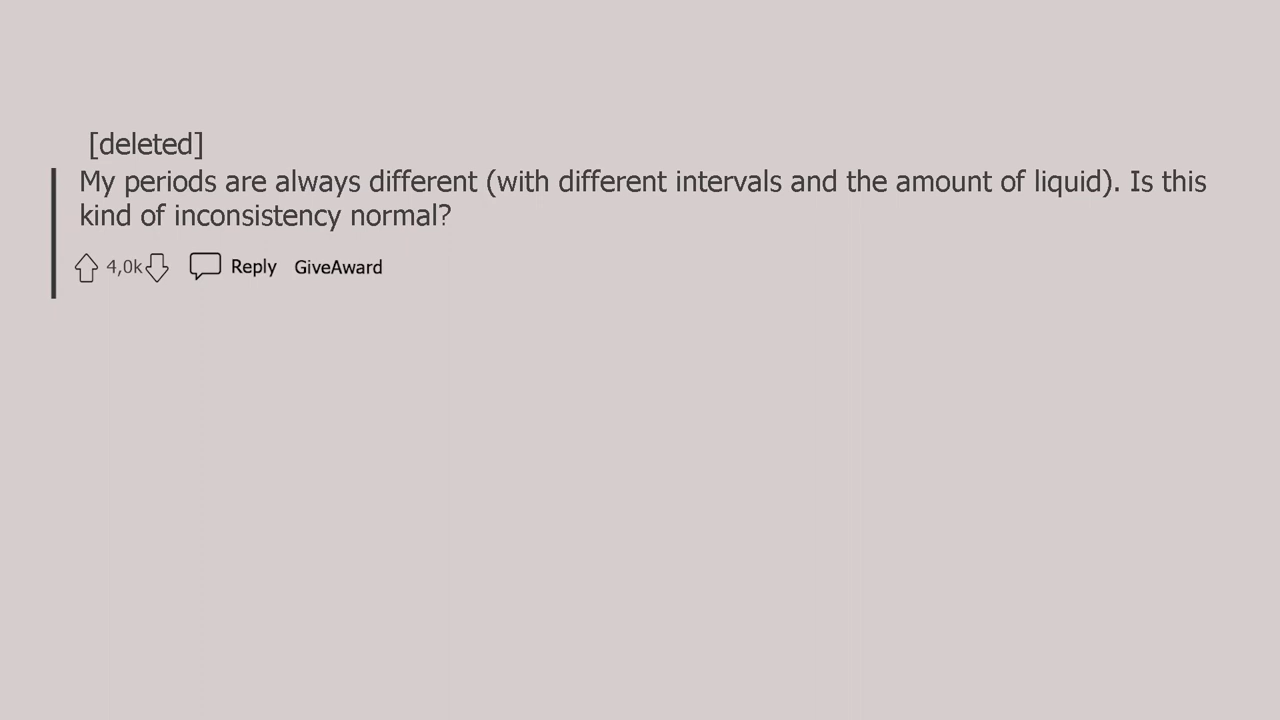 [deleted]
My periods are always different (with different intervals and the amount of liquid). Is this
kind of inconsistency normal?
4,0k Reply GiveAward